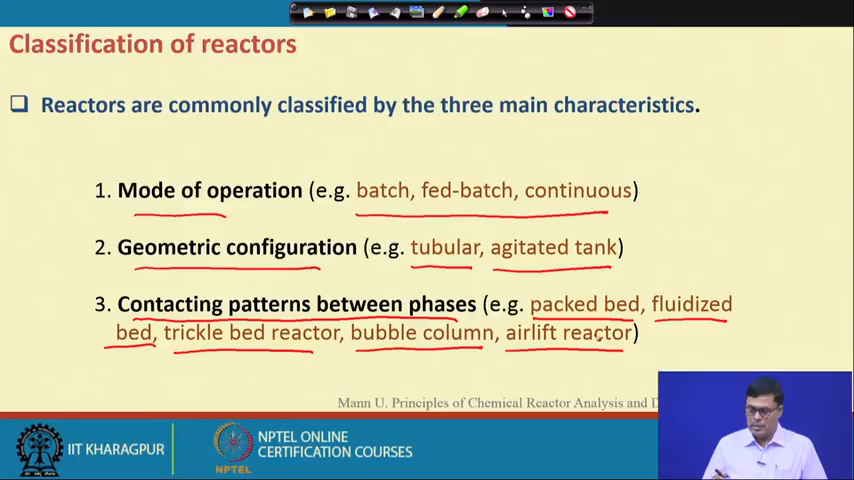 Classification of reactors
Reactors are commonly classified by the three main characteristics.
1. Mode of operation (e.g. batch, fed-batch, continuous)
2. Geometric configuration (e.g. tubular, agitated tank)
3. Contacting patterns between phases (e.g. packed bed, fluidized
bed, trickle bed reactor, bubble column, airlift reactor)
Mann U. Principles of Chemical Reactor Analysis and
IIT KHARAGPUR
NPTEL ONLINE
CERTIFICATION COURSES
NPTEL